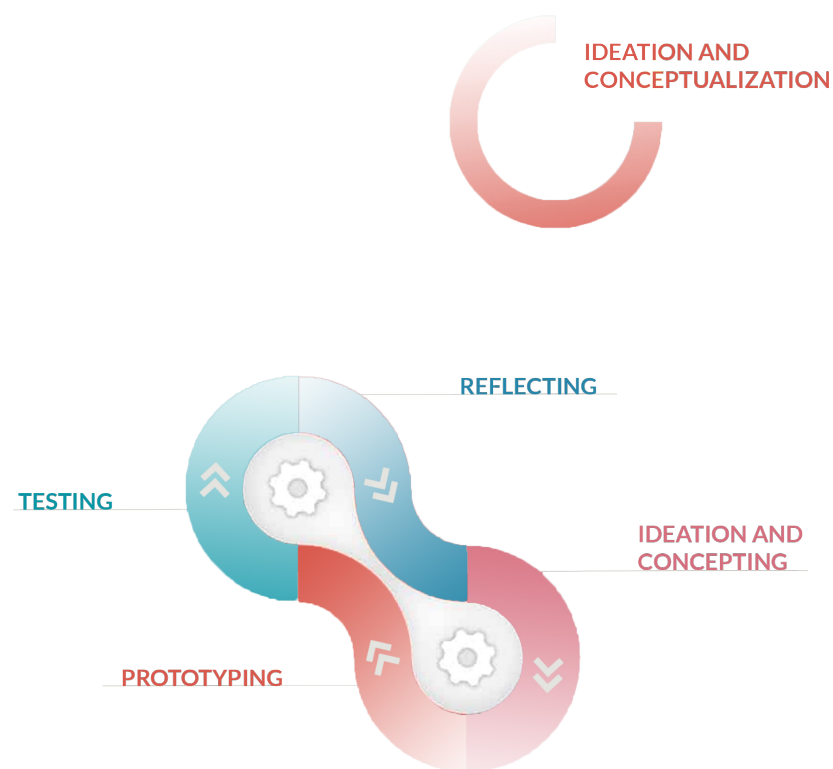 IDEATION AND
CONCEPTUALIZATION
REFLECTING
TESTING
IDEATION AND
CONCEPTING
PROTOTYPING